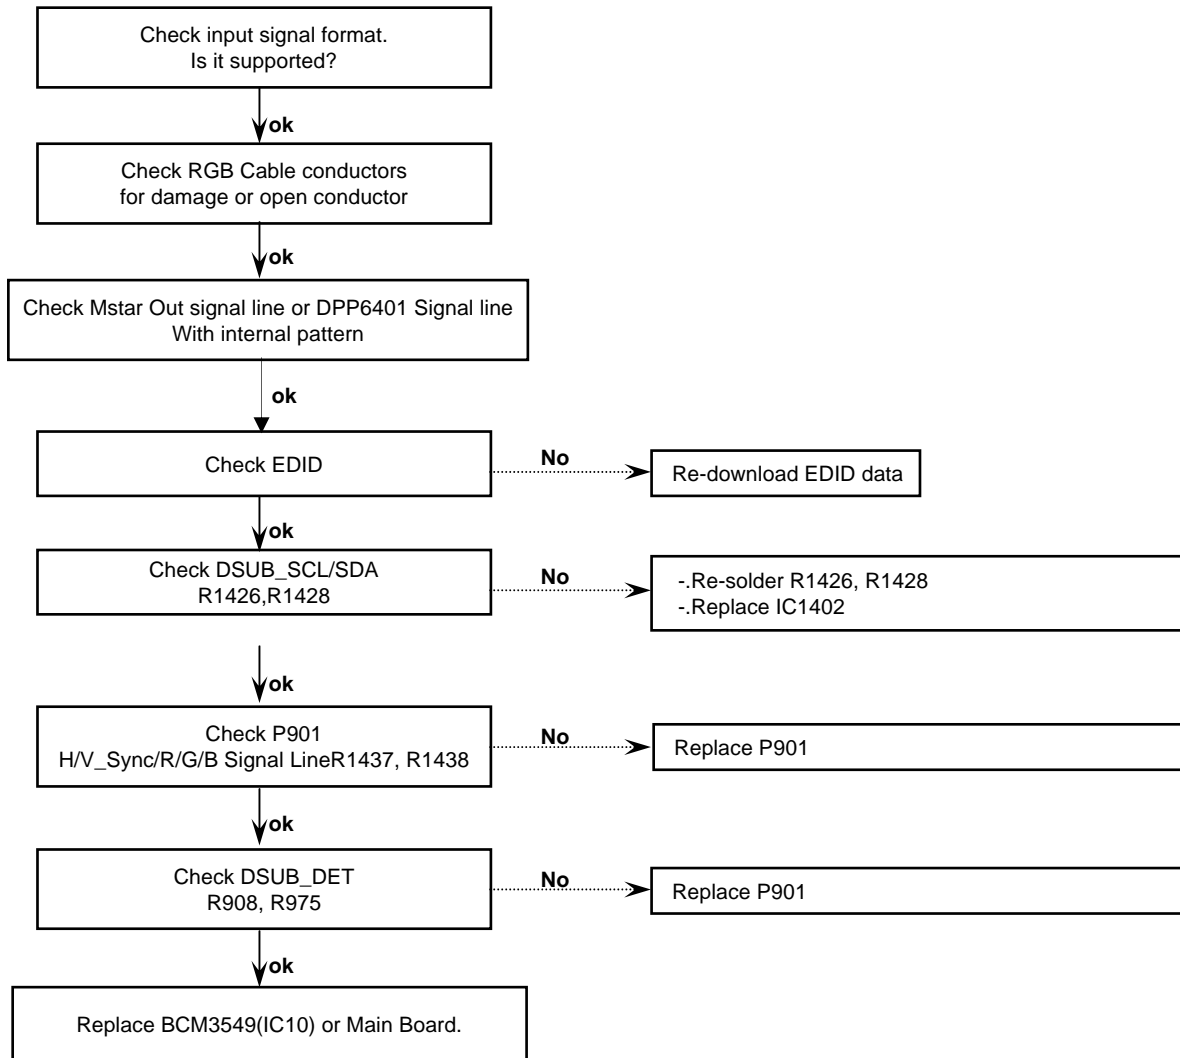 Check input signal format.
Is it supported?
ok
Check RGB Cable conductors
for damage or open conductor
ok
Check Mstar Out signal line or DPP6401 Signal line
With internal pattern
ok
Check EDID
No
Re-download EDID data
ok
Check DSUB_SCL/SDA
R1426,R1428
No
-.Re-solder R1426, R1428
-.Replace IC1402
ok
Check P901
H/V_Sync/R/G/B Signal LineR1437, R1438
No
Replace P901
ok
Check DSUB_DET
R908, R975
No
Replace P901
ok
Replace BCM3549(IC10) or Main Board.